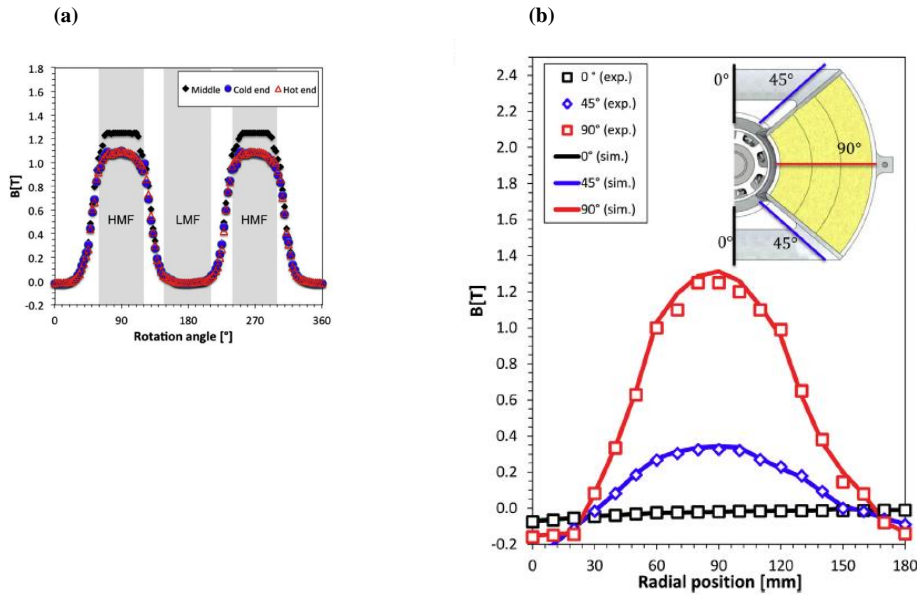 (a)
(b)
1.8
1.6
1.4
1.2
1.0
0.8
0.6
0.4
0.2
0.0
-0.2
B[T]
Middle Cold end Hot end
HMF LMF HMF
0 90 180 270 360
Rotation angle [°]
2.4
2.2
2.0
1.8
1.6
1.4
1.2
1.0
0.8
0.6
0.4
0.2
0.0
-0.2
B[T]
0 ° (exp.)
45° (exp.)
90° (exp.)
0° (sim.)
45° (sim.)
90° (sim.)
0°
45°
90°
0°
45°
0 30 60 90 120 150 180
Radial position [mm]